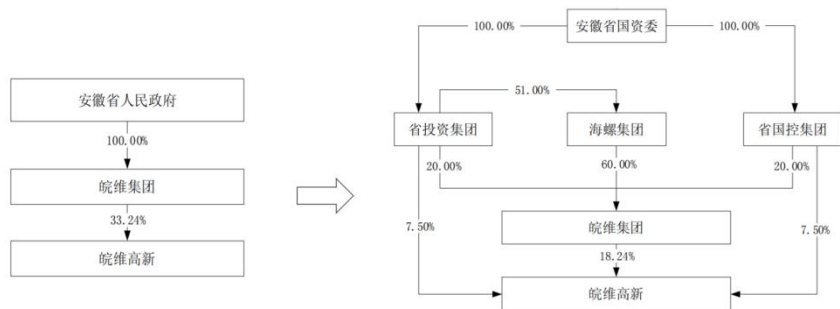 安徽省人民政府
100.00%
皖维集团
33.24%
皖维高新
安徽省国资委
100.00%
100.00%
51.00%
省投资集团
海螺集团
省国控集团
20.00%
60.00%
20.00%
7.50%
皖维集团
7.50%
18.24%
皖维高新